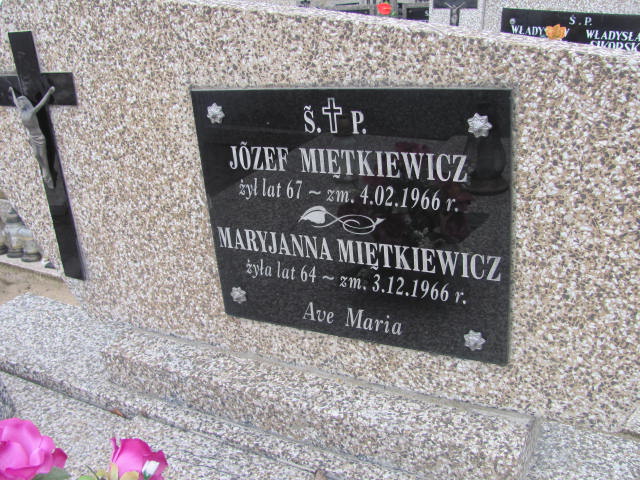 Š. P.
JÕZEF MIĘTKIEWICZ
żył lat 67 ~ zm. 4.02.1966 r.
MARYJANNA MIĘTKIEWICZ
żyła lat 64 ~ zm. 3.12.1966 r.
Ave Maria
Ś.P.